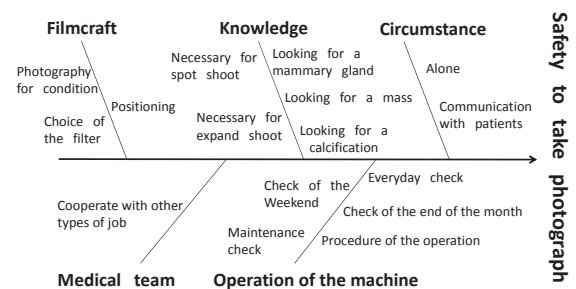 Filmcraft
Knowledge
Circumstance
Photography
for condition
Positioning
Choice of
the filter
Necessary for
spot shoot
Looking for a
mammary gland
Looking for a mass
Necessary for
expand shoot
Looking for a
calcification
Alone
Communication
with patients
Safety to take photograph
Cooperate with other
types of job
Check of the
Weekend
Everyday check
Check of the end of the month
Maintenance
check
Procedure of the operation
Medical team
Operation of the machine